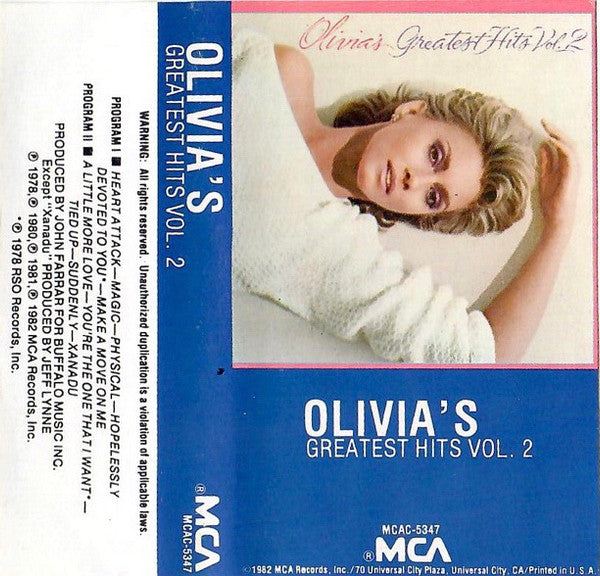 PROGRAM I ■ HEART ATTACK—MAGIC—PHYSICAL—HOPELESSLY
DEVOTED TO YOU*—MAKE A MOVE ON ME
PROGRAM II ■ A LITTLE MORE LOVE—YOU'RE THE ONE THAT I WANT*—
TIED UP—SUDDENLY—XANADU
PRODUCED BY JOHN FARRAR FOR BUFFALO MUSIC INC.
Except "Xanadu" PRODUCED BY JEFF LYNNE
℗ 1978,℗ 1980,℗ 1981,℗ 1982 MCA Records, Inc.
*℗ 1978 RSO Records, Inc.
WARNING: All rights reserved. Unauthorized duplication is a violation of applicable laws.
OLIVIA'S
GREATEST HITS VOL. 2
®MCA
MCAC-5347
Olivia's Greatest Hits Vol. 2
OLIVIA'S
GREATEST HITS VOL. 2
MCAC-5347
®MCA
©1982 MCA Records, Inc./70 Universal City Plaza, Universal City, CA/Printed in U.S.A.